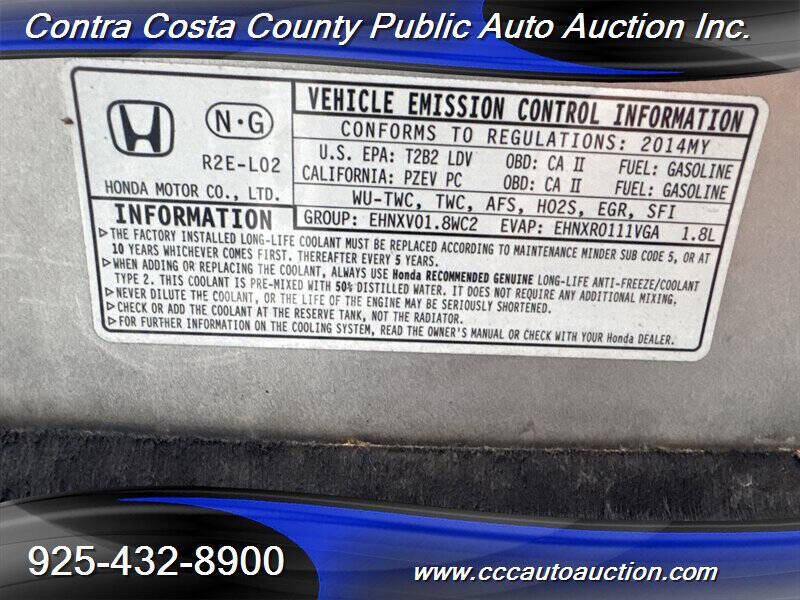 Contra Costa County Public Auto Auction Inc.
N·G
R2E-L02
HONDA MOTOR CO., LTD.
VEHICLE EMISSION CONTROL INFORMATION
CONFORMS TO REGULATIONS: 2014MY
U.S. EPA: T2B2 LDV OBD: CA II FUEL: GASOLINE
CALIFORNIA: PZEV PC OBD: CA II FUEL: GASOLINE
WU-TWC, TWC, AFS, HO2S, EGR, SFI
GROUP: EHNXV01.8WC2 EVAP: EHNXR0111VGA 1.8L
INFORMATION
▷THE FACTORY INSTALLED LONG-LIFE COOLANT MUST BE REPLACED ACCORDING TO MAINTENANCE MINDER SUB CODE 5, OR AT
10 YEARS WHICHEVER COMES FIRST. THEREAFTER EVERY 5 YEARS.
▷WHEN ADDING OR REPLACING THE COOLANT, ALWAYS USE Honda RECOMMENDED GENUINE LONG-LIFE ANTI-FREEZE/COOLANT
TYPE 2. THIS COOLANT IS PRE-MIXED WITH 50% DISTILLED WATER. IT DOES NOT REQUIRE ANY ADDITIONAL MIXING.
▷NEVER DILUTE THE COOLANT, OR THE LIFE OF THE ENGINE MAY BE SERIOUSLY SHORTENED.
▷CHECK OR ADD THE COOLANT AT THE RESERVE TANK, NOT THE RADIATOR.
▷FOR FURTHER INFORMATION ON THE COOLING SYSTEM, READ THE OWNER'S MANUAL OR CHECK WITH YOUR Honda DEALER.
925-432-8900
www.cccautoauction.com